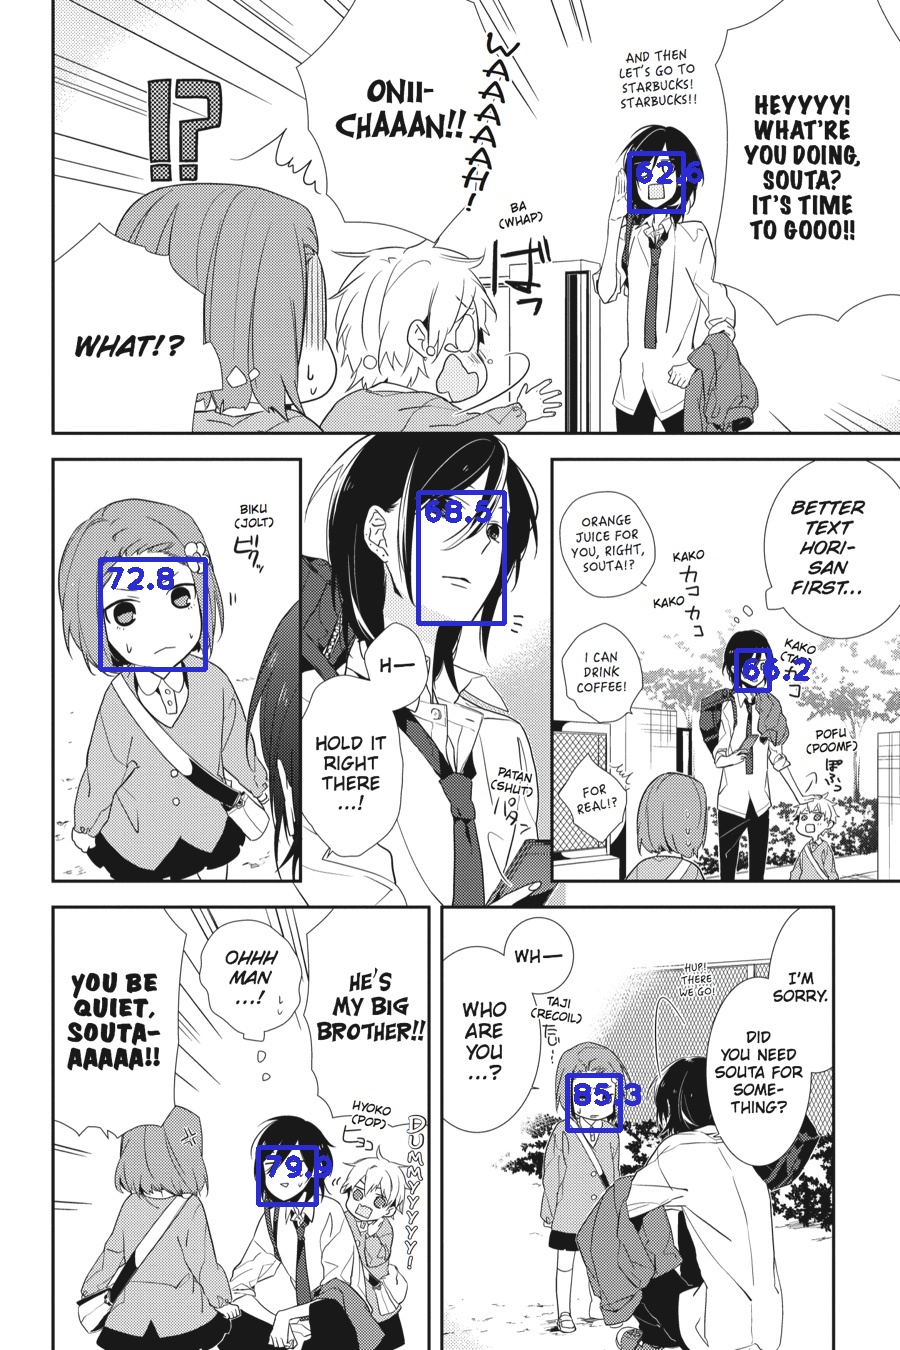 HEYYYY!
WHAT'RE
YOU DOING,
SOUTA?
IT'S TIME
TO GOOO!!
AND THEN
LET'S GO TO
STARBUCKS!
STARBUCKS!!
62.6
WAAAAAH!
ONII-
CHAAAN!!
BA
(WHAP)
ばっ
!?
WHAT!?
BIKU
(JOLT)
ビク
72.8
68.5
H—
HOLD IT
RIGHT
THERE
...!
PATAN
(SHUT)
パタン
BETTER
TEXT
HORI-
SAN
FIRST...
ORANGE
JUICE FOR
YOU, RIGHT,
SOUTA!?
KAKO
カコ
KAKO
カコ
KAKO
(TAP)
カコ
66.2
I CAN
DRINK
COFFEE!
POFU
(POOMF)
ぽふっ
FOR
REAL!?
YOU BE
QUIET,
SOUTA-
AAAAA!!
OHHH
MAN
...!
HE'S
MY BIG
BROTHER!!
HYOKO
(POP)
ヒョコ
DUMMYYYYY!
79.9
WH—
WHO
ARE
YOU
...?
TAJI
(RECOIL)
たじ
HUP!
THERE
WE GO!
I'M
SORRY.
DID
YOU NEED
SOUTA FOR
SOME-
THING?
85.3